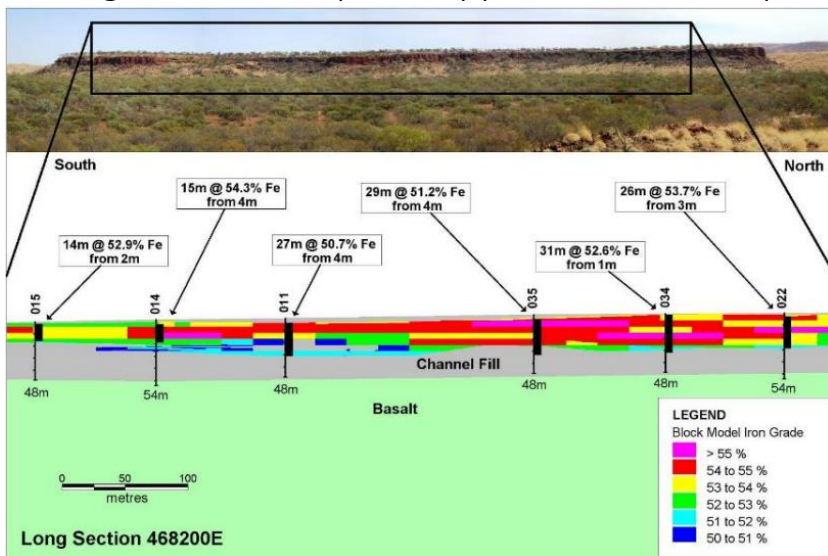 South
North
15m @ 54.3% Fe
from 4m
29m @ 51.2% Fe
from 4m
26m @ 53.7% Fe
from 3m
14m @ 52.9% Fe
from 2m
27m @ 50.7% Fe
from 4m
31m @ 52.6% Fe
from 1m
015
014
011
035
034
022
Channel Fill
48m
54m
48m
48m
48m
54m
Basalt
LEGEND
Block Model Iron Grade
> 55 %
54 to 55 %
53 to 54 %
52 to 53 %
51 to 52 %
50 to 51 %
0 50 100
metres
Long Section 468200E